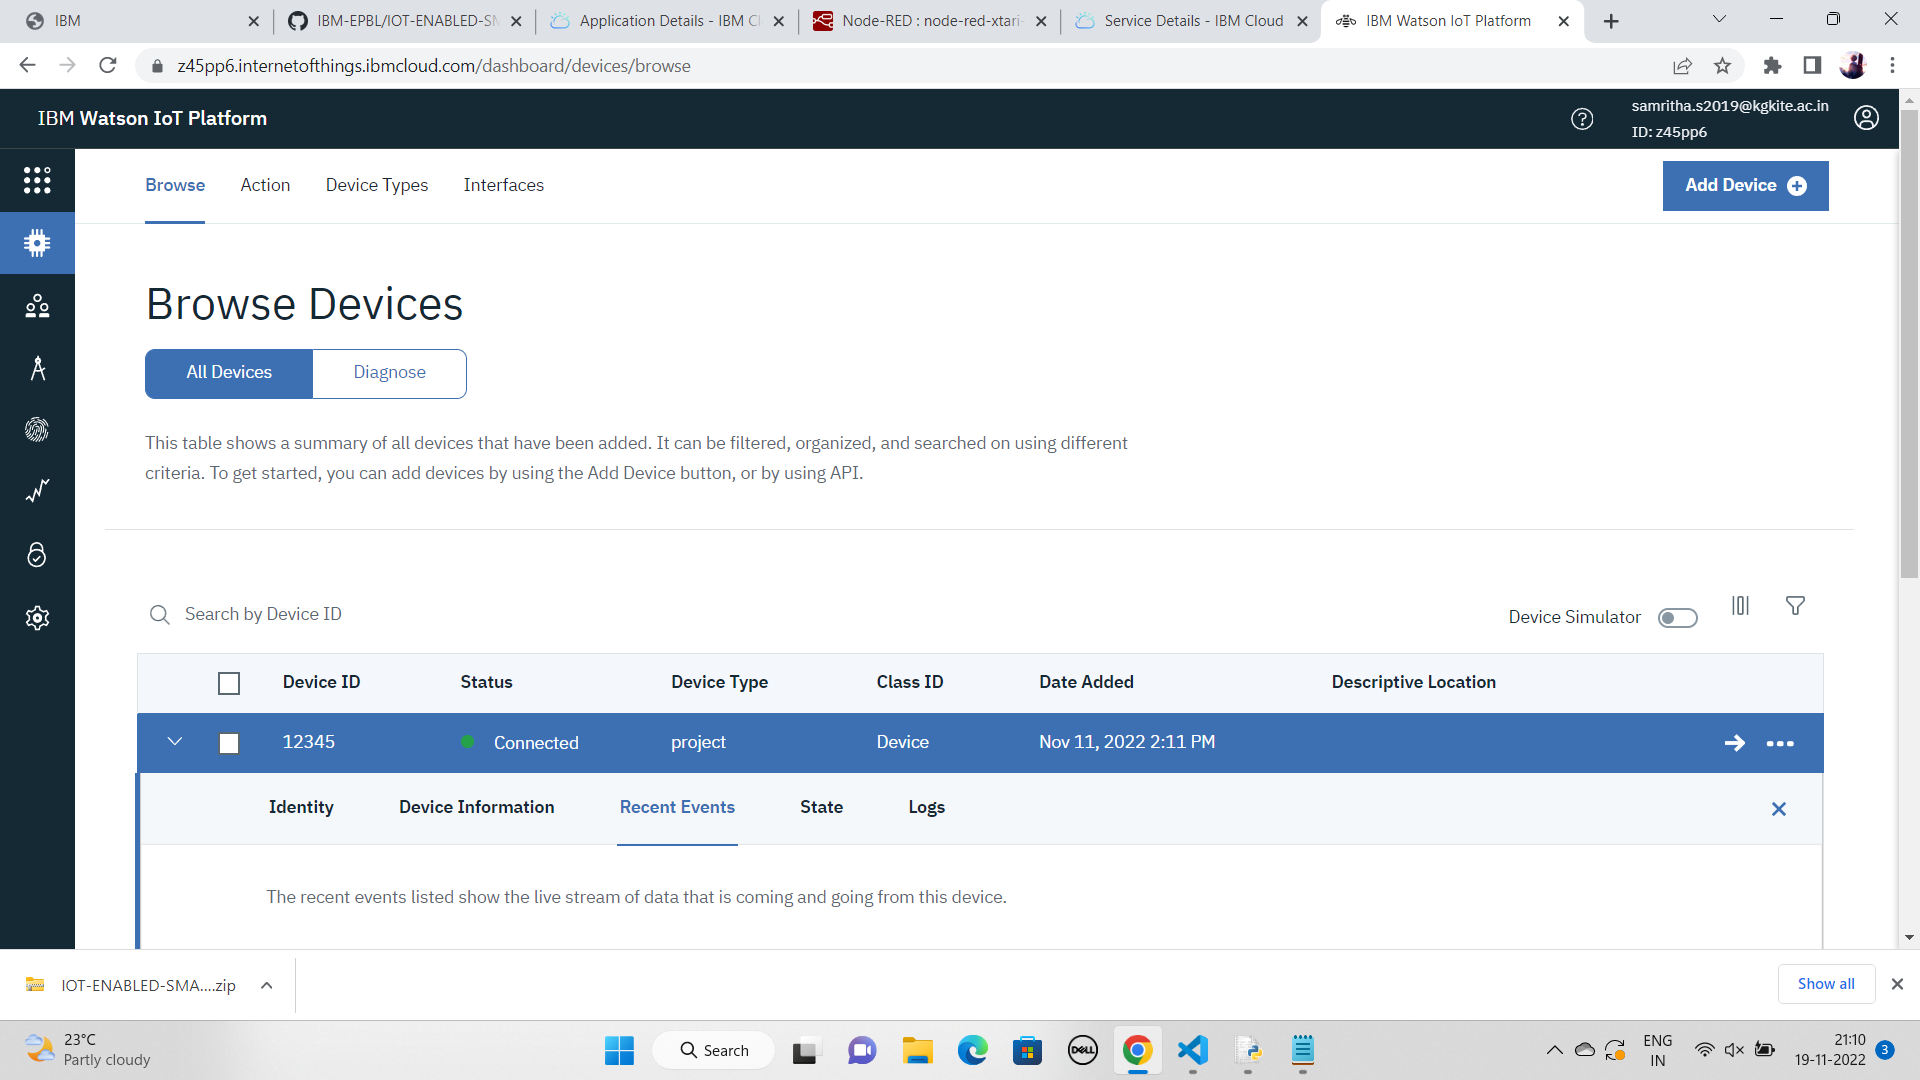 IBM
IBM-EPBL/IOT-ENABLED-SM
Application Details - IBM Cl
Node-RED : node-red-xtari-
Service Details - IBM Cloud
IBM Watson IoT Platform
z45pp6.internetofthings.ibmcloud.com/dashboard/devices/browse
IBM Watson IoT Platform
samritha.s2019@kgkite.ac.in
ID: z45pp6
Browse Action Device Types Interfaces
Add Device
Browse Devices
All Devices Diagnose
This table shows a summary of all devices that have been added. It can be filtered, organized, and searched on using different
criteria. To get started, you can add devices by using the Add Device button, or by using API.
Search by Device ID
Device Simulator
Device ID Status Device Type Class ID Date Added Descriptive Location
12345 Connected project Device Nov 11, 2022 2:11 PM
Identity Device Information Recent Events State Logs
The recent events listed show the live stream of data that is coming and going from this device.
IOT-ENABLED-SMA....zip
Show all
23°C
Partly cloudy
Search
DELL
ENG
IN
21:10
19-11-2022
3